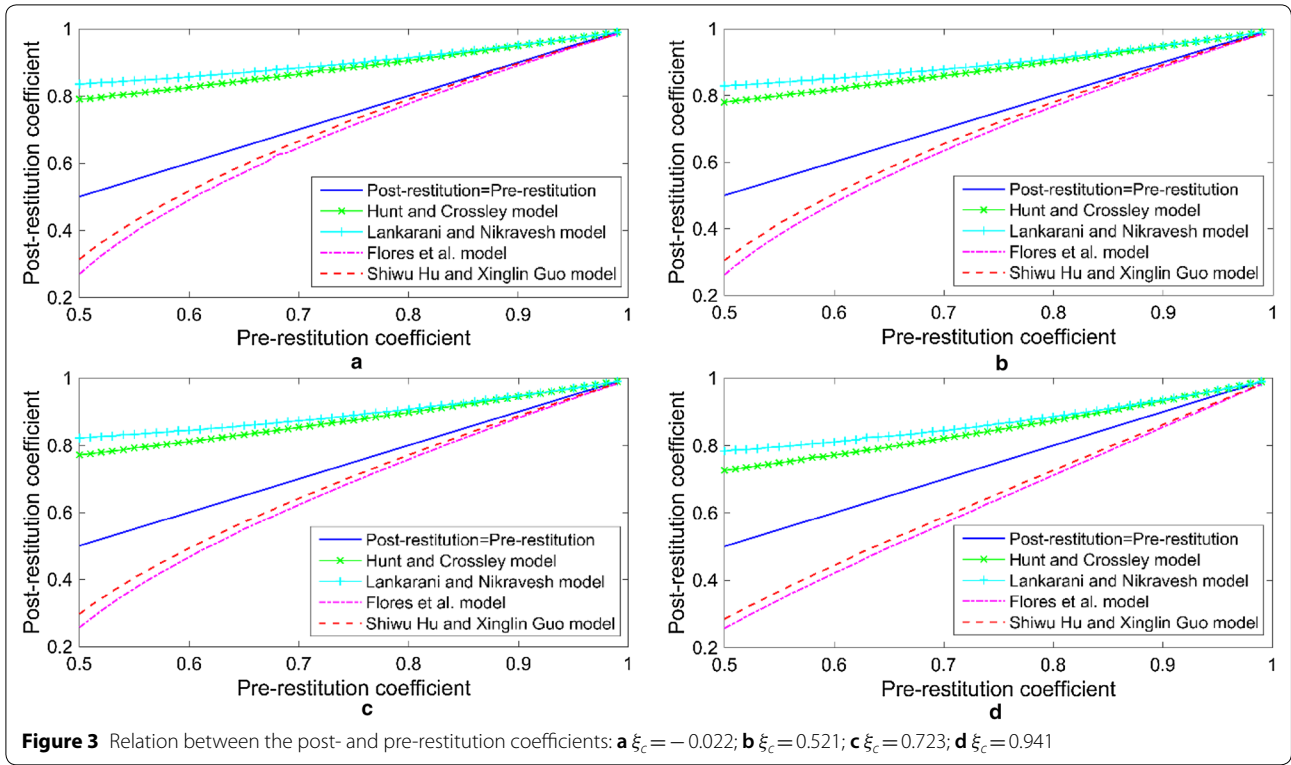 Post-restitution coefficient
1
0.8
0.6
0.4
0.2
0.5 0.6 0.7 0.8 0.9 1
Pre-restitution coefficient
Post-restitution=Pre-restitution
Hunt and Crossley model
Lankarani and Nikravesh model
Flores et al. model
Shiwu Hu and Xinglin Guo model
a
Post-restitution coefficient
1
0.8
0.6
0.4
0.2
0.5 0.6 0.7 0.8 0.9 1
Pre-restitution coefficient
Post-restitution=Pre-restitution
Hunt and Crossley model
Lankarani and Nikravesh model
Flores et al. model
Shiwu Hu and Xinglin Guo model
b
Post-restitution coefficient
1
0.8
0.6
0.4
0.2
0.5 0.6 0.7 0.8 0.9 1
Pre-restitution coefficient
Post-restitution=Pre-restitution
Hunt and Crossley model
Lankarani and Nikravesh model
Flores et al. model
Shiwu Hu and Xinglin Guo model
c
Post-restitution coefficient
1
0.8
0.6
0.4
0.2
0.5 0.6 0.7 0.8 0.9 1
Pre-restitution coefficient
Post-restitution=Pre-restitution
Hunt and Crossley model
Lankarani and Nikravesh model
Flores et al. model
Shiwu Hu and Xinglin Guo model
d
Figure 3 Relation between the post- and pre-restitution coefficients: a ξc = − 0.022; b ξc = 0.521; c ξc = 0.723; d ξc = 0.941